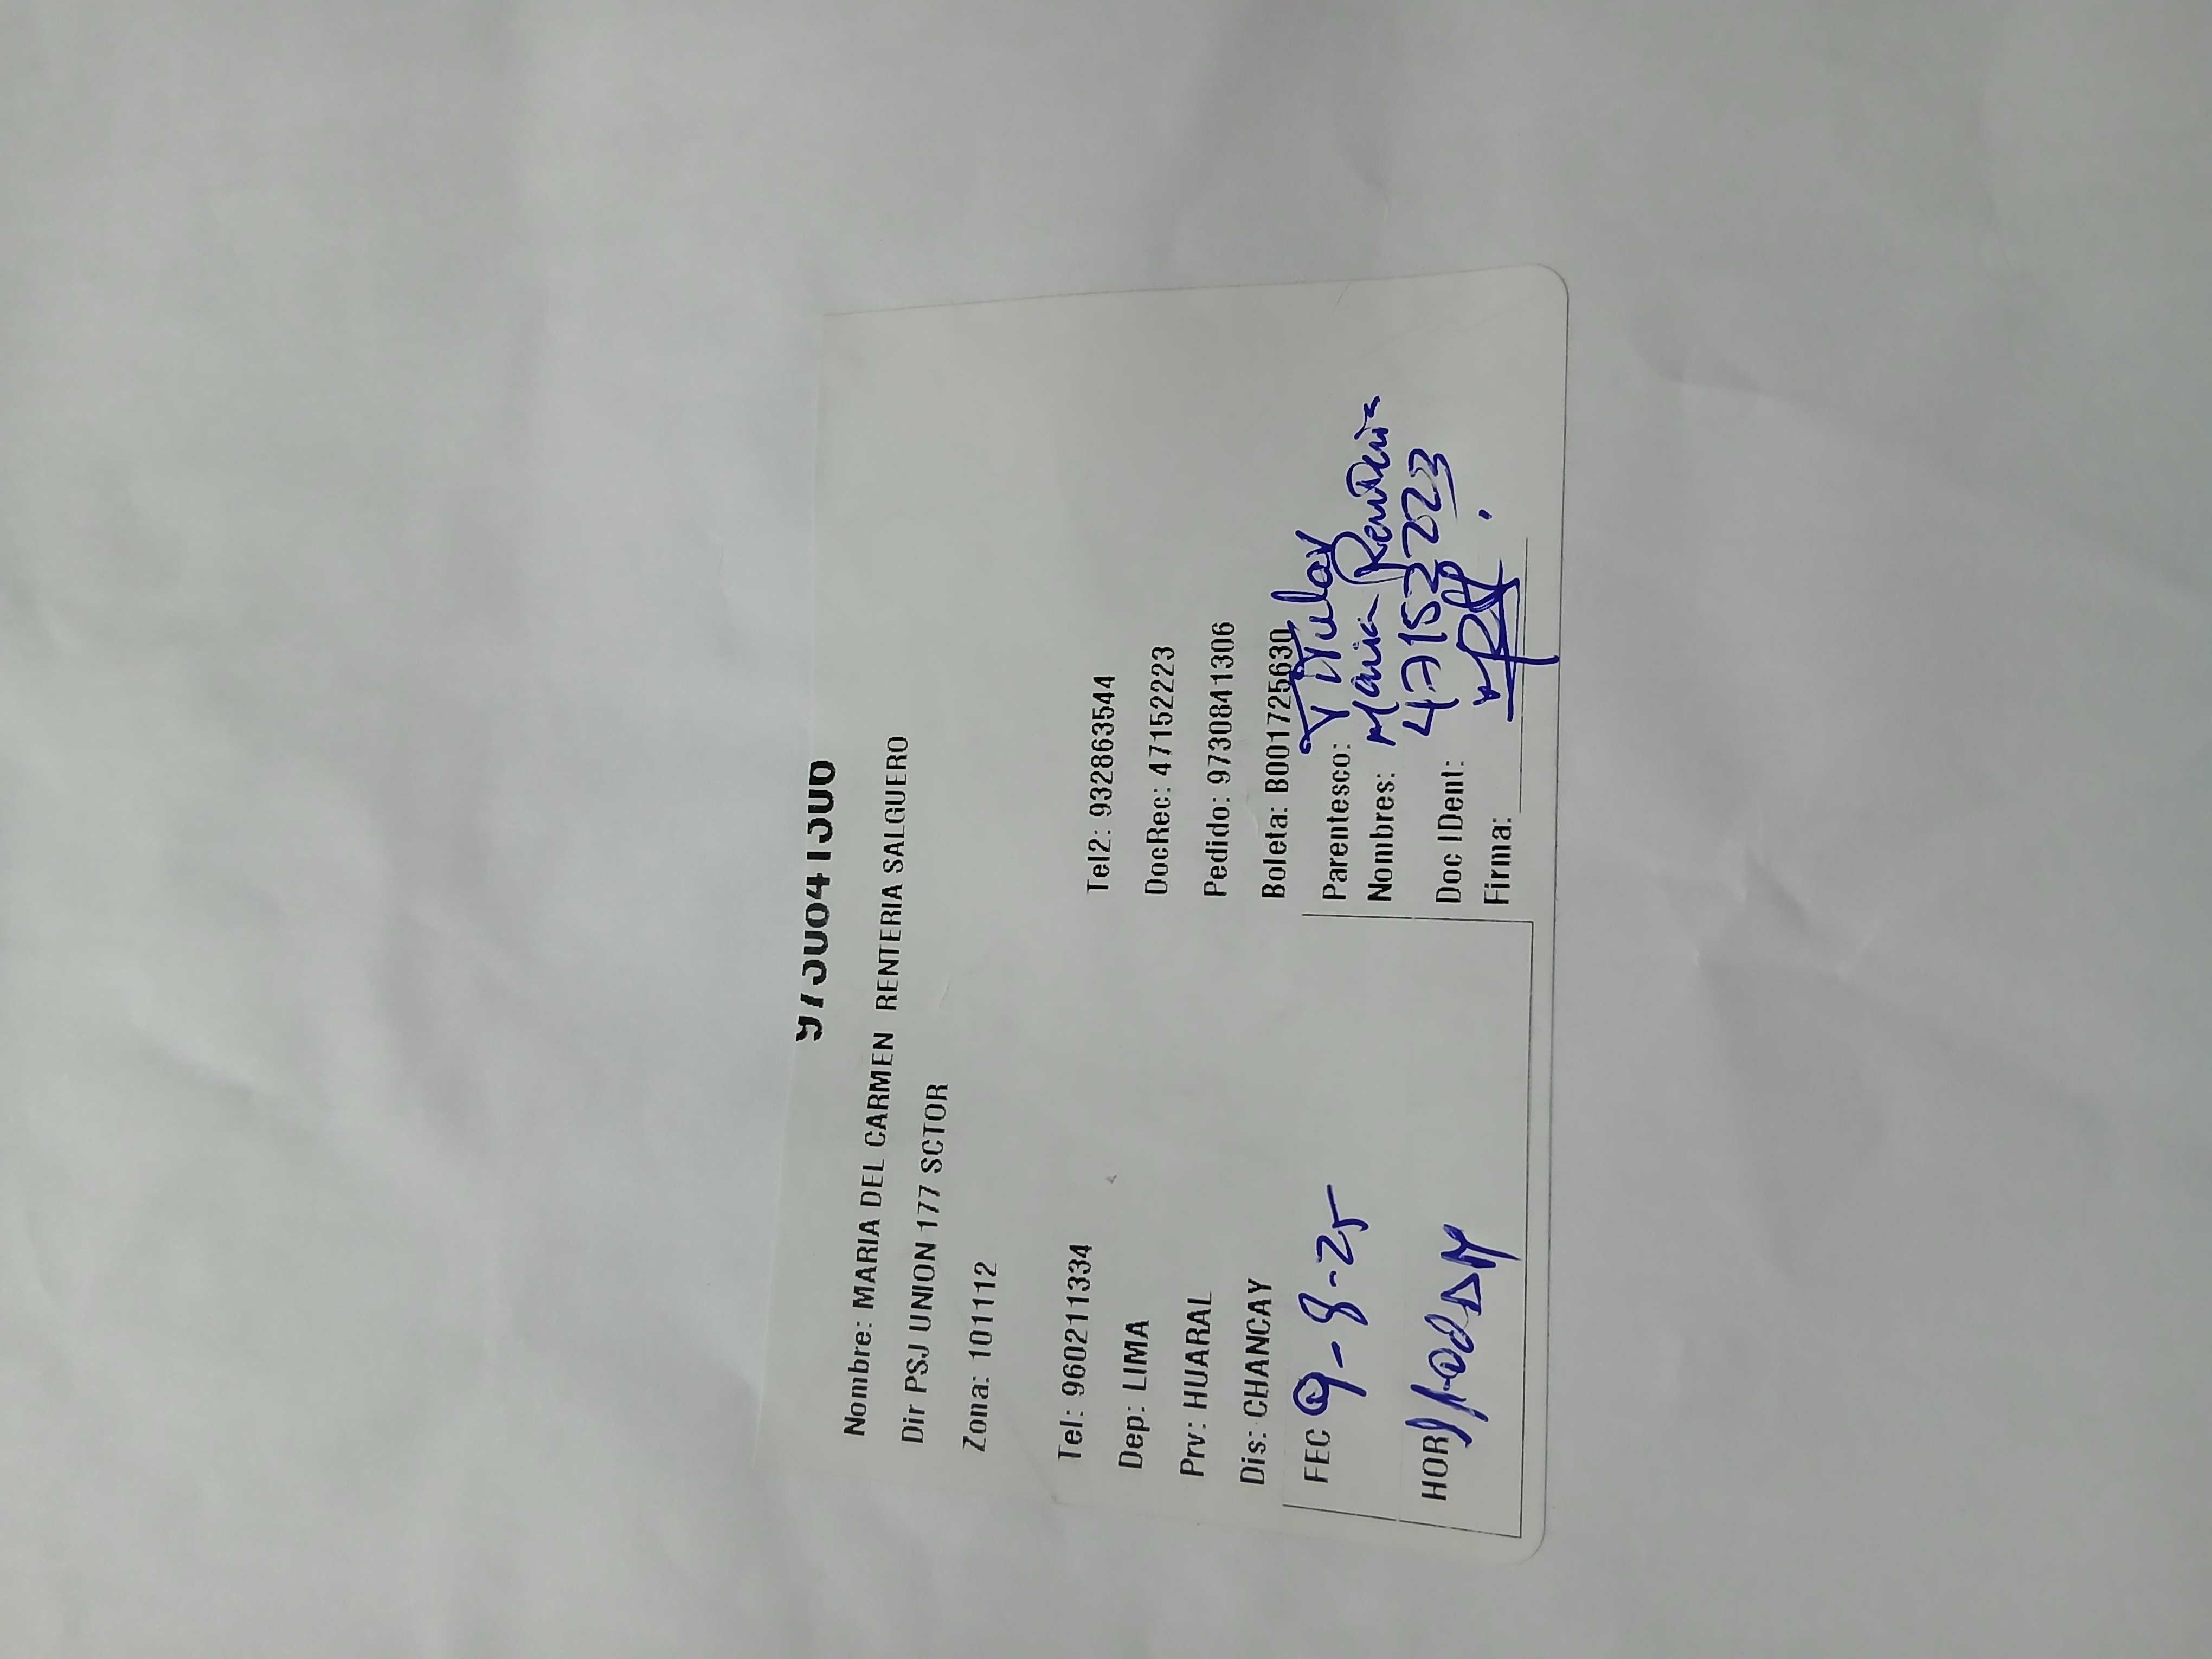 Nombre: MARIA DEL CARMEN RENTERIA SALGUERO
Dir PSJ UNION 177 SCTOR
Zona: 101112
Tel: 960211334 Tel2: 932863544
Dep: LIMA DocRec: 47152223
Prv: HUARAL Pedido: 9730841306
Dis: CHANCAY Boleta: B001725630
FEC 9-8-25 Parentesco: Titular
Nombres: Maria Renteria
HOR Doc IDent: 47152223
Firma: